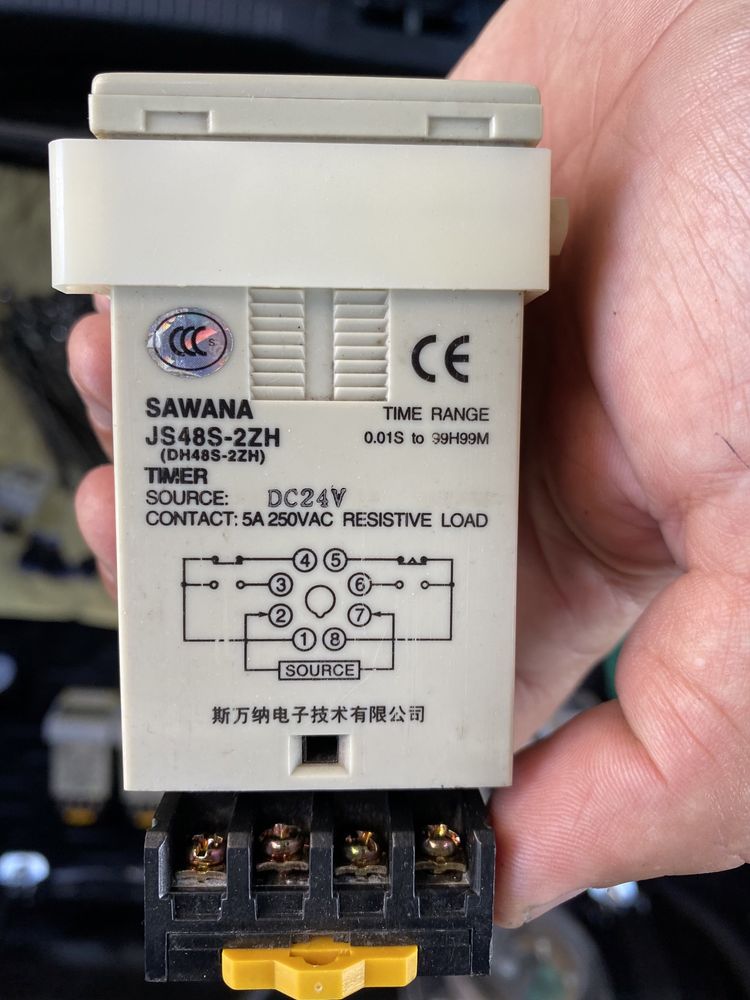 CCC S
CE
SAWANA
TIME RANGE
JS48S-2ZH
0.01S to 99H99M
(DH48S-2ZH)
TIMER
SOURCE: DC24V
CONTACT: 5A 250VAC RESISTIVE LOAD
4 5
3 6
2 7
1 8
SOURCE
斯万纳电子技术有限公司